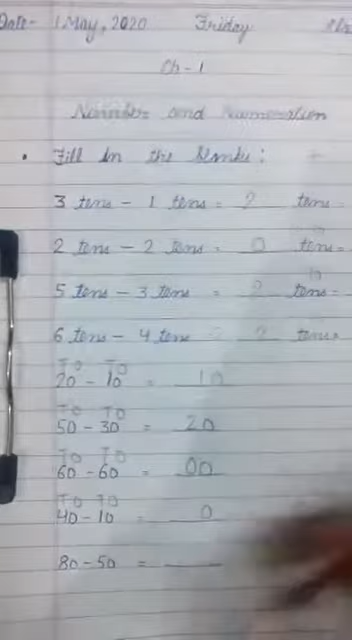 Date- 1 May, 2020 Friday
Ch-1
Number and Numeration
• Fill in the blanks:
3 tens - 1 tens = 2 tens =
2 tens - 2 tens = 0 tens =
5 tens - 3 tens = 2 tens =
6 tens - 4 tens = 2 tens =
TO TO
20 - 10 = 10
TO TO
50 - 30 = 20
TO TO
60 - 60 = 00
TO TO
40 - 10 = 0
80 - 50 = ____